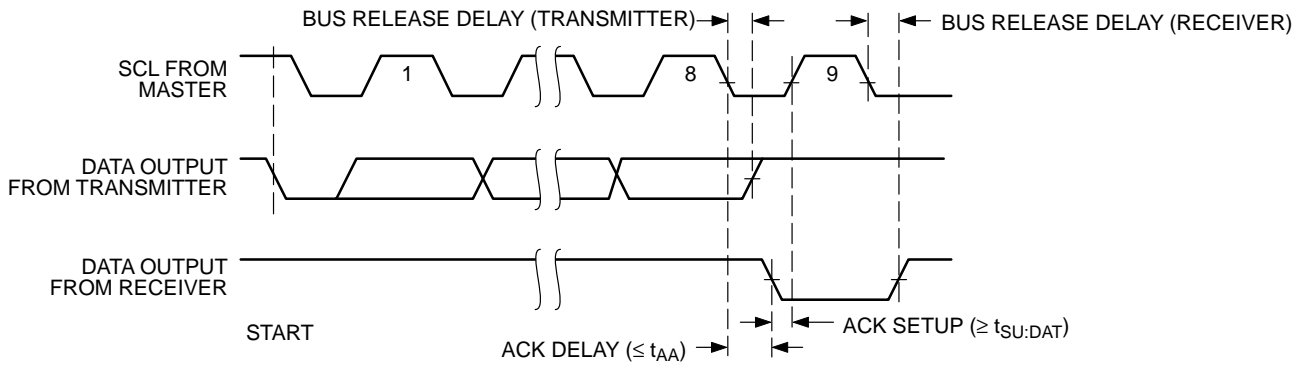 BUS RELEASE DELAY (TRANSMITTER)
BUS RELEASE DELAY (RECEIVER)
SCL FROM
MASTER
1
8
9
DATA OUTPUT
FROM TRANSMITTER
DATA OUTPUT
FROM RECEIVER
START
ACK SETUP (≥ tSU:DAT)
ACK DELAY (≤ tAA)